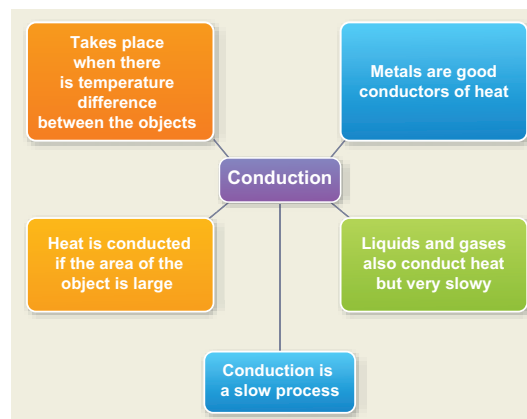 Takes place
when there
is temperature
difference
between the objects
Metals are good
conductors of heat
Conduction
Heat is conducted
if the area of the
object is large
Liquids and gases
also conduct heat
but very slowy
Conduction is
a slow process